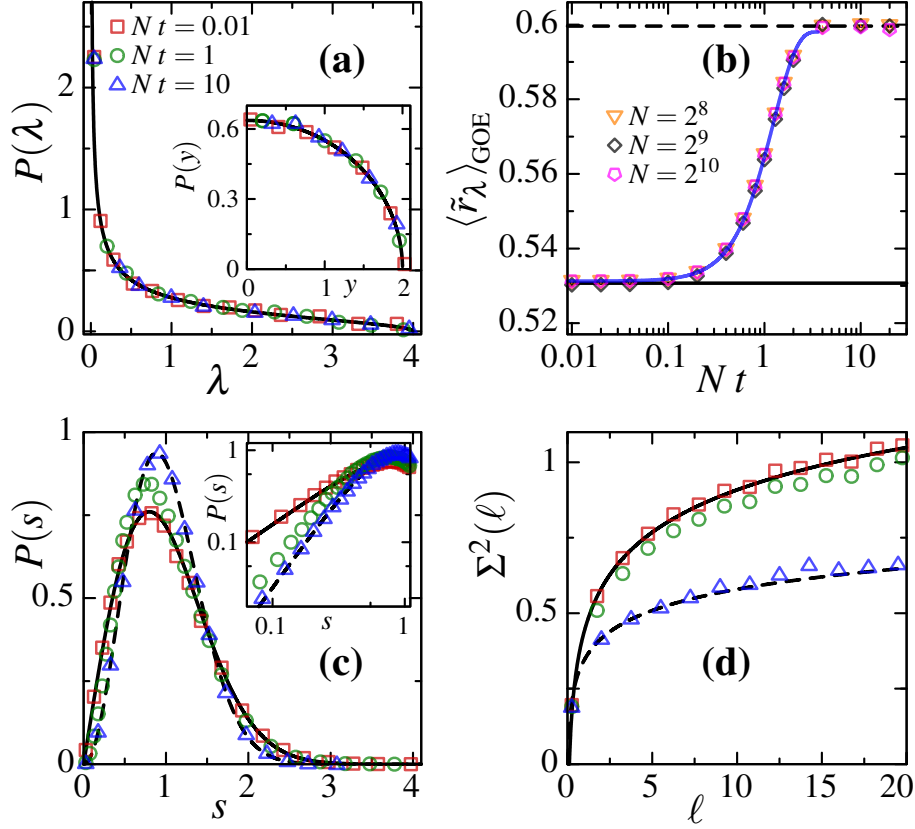 P(λ)
2
1
0
0 1 2 3 4
λ
N t = 0.01
N t = 1
N t = 10
(a)
P(y)
0.6
0.3
0
0 1 y 2
⟨r̃λ⟩GOE
0.6
0.58
0.56
0.54
0.52
0.01 0.1 1 10
N t
(b)
N = 2^8
N = 2^9
N = 2^10
P(s)
1
0.5
0
0 1 2 3 4
s
(c)
P(s)
1
0.1
0.1 s 1
Σ²(ℓ)
1
0.5
0
0 5 10 15 20
ℓ
(d)